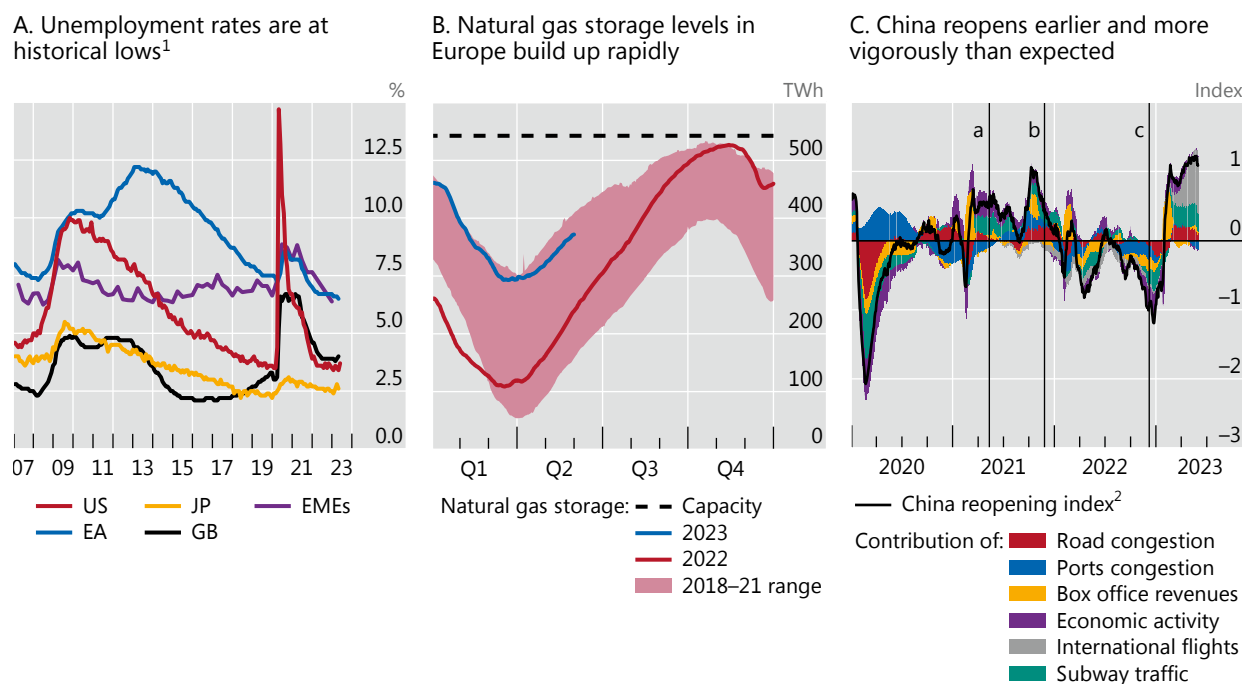 A. Unemployment rates are at
historical lows1
%
12.5
10.0
7.5
5.0
2.5
0.0
07 09 11 13 15 17 19 21 23
US JP EMEs
EA GB
B. Natural gas storage levels in
Europe build up rapidly
TWh
500
400
300
200
100
0
Q1 Q2 Q3 Q4
Natural gas storage: Capacity
2023
2022
2018–21 range
C. China reopens earlier and more
vigorously than expected
Index
a b c
1
0
–1
–2
–3
2020 2021 2022 2023
China reopening index2
Contribution of: Road congestion
Ports congestion
Box office revenues
Economic activity
International flights
Subway traffic